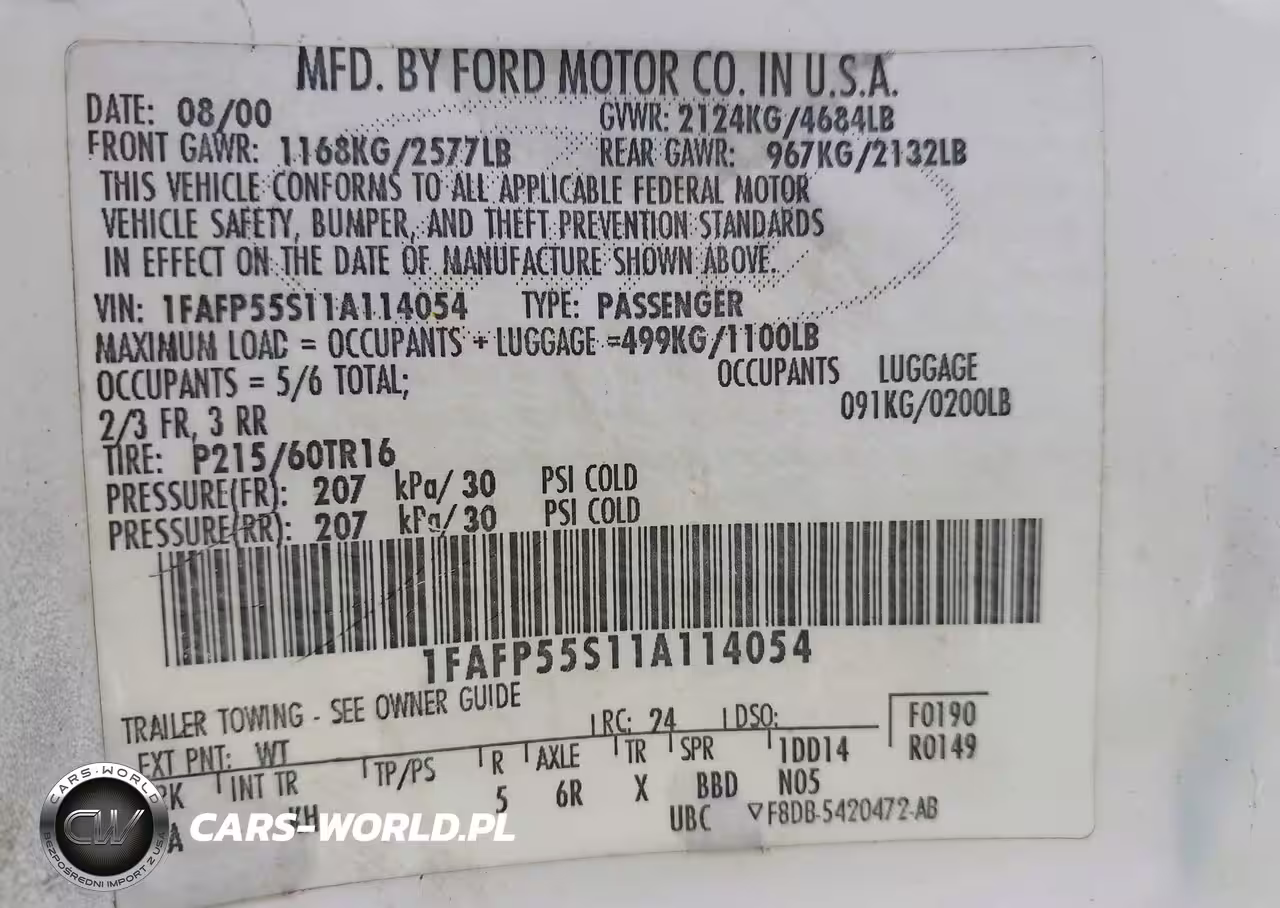 MFD. BY FORD MOTOR CO. IN U.S.A.
DATE: 08/00 GVWR: 2124KG/4684LB
FRONT GAWR: 1168KG/2577LB REAR GAWR: 967KG/2132LB
THIS VEHICLE CONFORMS TO ALL APPLICABLE FEDERAL MOTOR
VEHICLE SAFETY, BUMPER, AND THEFT PREVENTION STANDARDS
IN EFFECT ON THE DATE OF MANUFACTURE SHOWN ABOVE.
VIN: 1FAFP55S11A114054 TYPE: PASSENGER
MAXIMUM LOAD = OCCUPANTS + LUGGAGE =499KG/1100LB
OCCUPANTS = 5/6 TOTAL; OCCUPANTS LUGGAGE
2/3 FR, 3 RR 091KG/0200LB
TIRE: P215/60TR16
PRESSURE(FR): 207 kPa/ 30 PSI COLD
PRESSURE(RR): 207 kPa/ 30 PSI COLD
1FAFP55S11A114054
TRAILER TOWING - SEE OWNER GUIDE
EXT PNT: WT RC: 24 DSO: F0190
INT TR TP/PS R AXLE TR SPR 1DD14 R0149
5 6R X BBD N05
UBC ▽F8DB-5420472-AB
CARS-WORLD
CW
BEZPOŚREDNI IMPORT Z USA
CARS-WORLD.PL